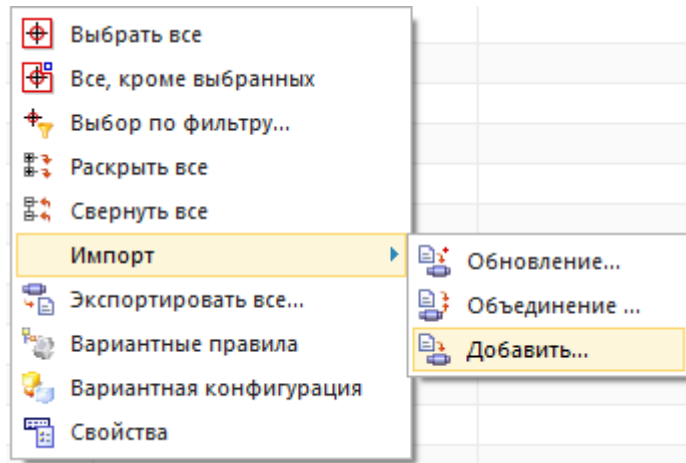 Выбрать все
Все, кроме выбранных
Выбор по фильтру...
Раскрыть все
Свернуть все
Импорт
Экспортировать все...
Вариантные правила
Вариантная конфигурация
Свойства
Обновление...
Объединение ...
Добавить...